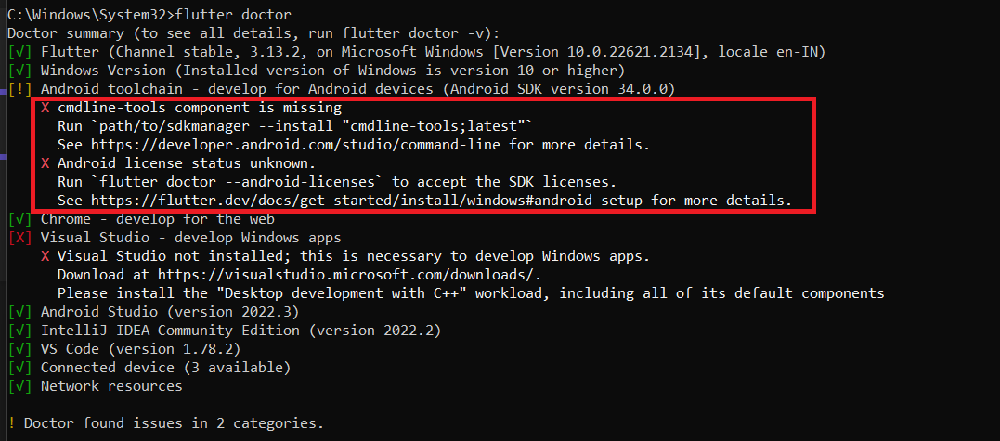 C:\Windows\System32>flutter doctor
Doctor summary (to see all details, run flutter doctor -v):
[√] Flutter (Channel stable, 3.13.2, on Microsoft Windows [Version 10.0.22621.2134], locale en-IN)
[√] Windows Version (Installed version of Windows is version 10 or higher)
[!] Android toolchain - develop for Android devices (Android SDK version 34.0.0)
X cmdline-tools component is missing
Run `path/to/sdkmanager --install "cmdline-tools;latest"`
See https://developer.android.com/studio/command-line for more details.
X Android license status unknown.
Run `flutter doctor --android-licenses` to accept the SDK licenses.
See https://flutter.dev/docs/get-started/install/windows#android-setup for more details.
[√] Chrome - develop for the web
[X] Visual Studio - develop Windows apps
X Visual Studio not installed; this is necessary to develop Windows apps.
Download at https://visualstudio.microsoft.com/downloads/.
Please install the "Desktop development with C++" workload, including all of its default components
[√] Android Studio (version 2022.3)
[√] IntelliJ IDEA Community Edition (version 2022.2)
[√] VS Code (version 1.78.2)
[√] Connected device (3 available)
[√] Network resources
! Doctor found issues in 2 categories.